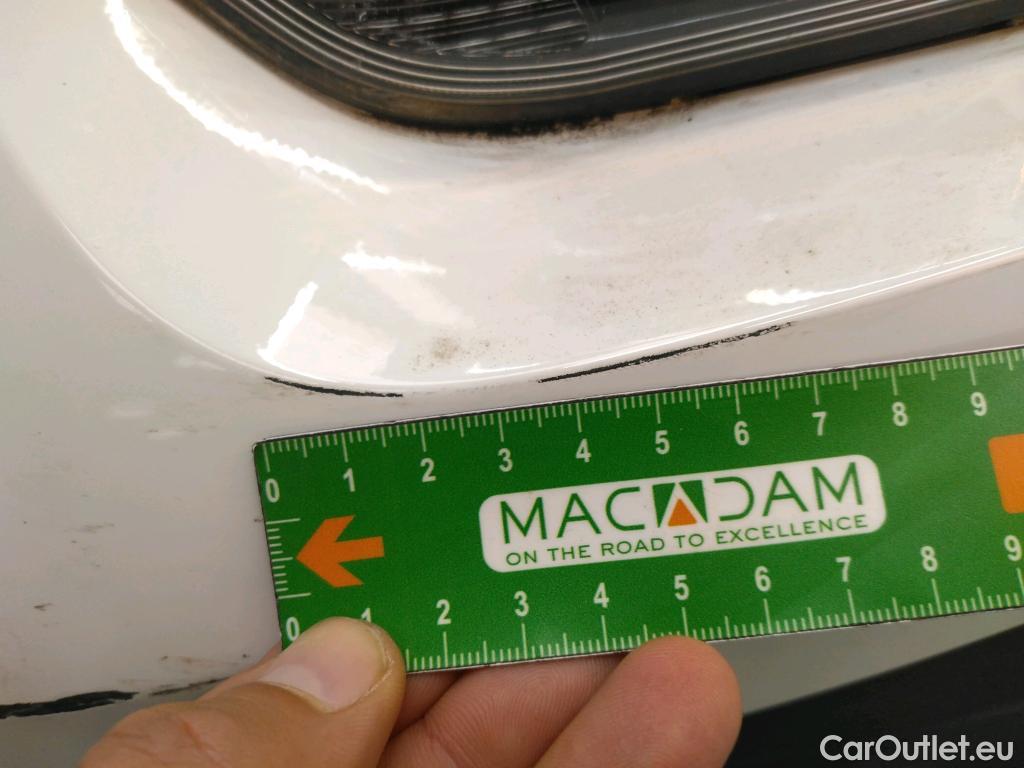 0 1 2 3 4 5 6 7 8 9
MACADAM
ON THE ROAD TO EXCELLENCE
0 1 2 3 4 5 6 7 8 9
CarOutlet.eu